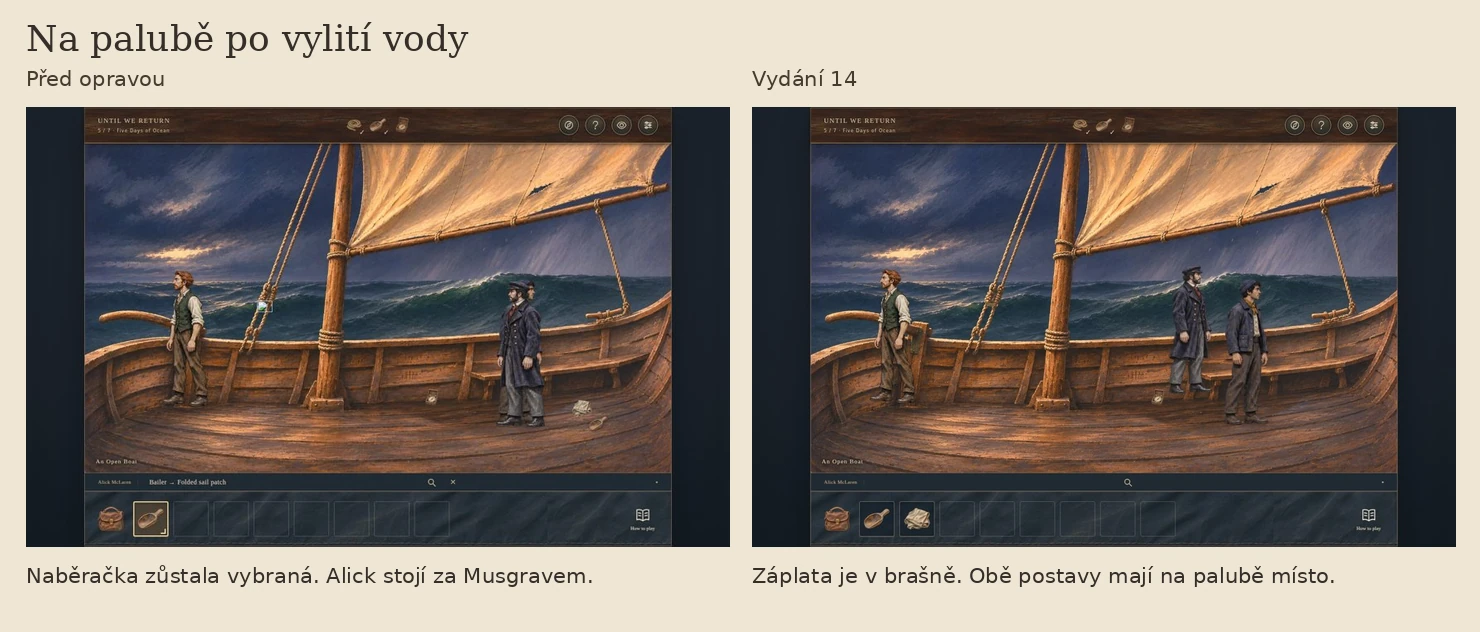 Na palubě po vylití vody
Před opravou
UNTIL WE RETURN
5 / 7 · Five Days of Ocean
?
An Open Boat
Alick McLaren
Bailer → Folded sail patch
×
How to play
Naběračka zůstala vybraná. Alick stojí za Musgravem.
Vydání 14
UNTIL WE RETURN
5 / 7 · Five Days of Ocean
?
An Open Boat
Alick McLaren
How to play
Záplata je v brašně. Obě postavy mají na palubě místo.